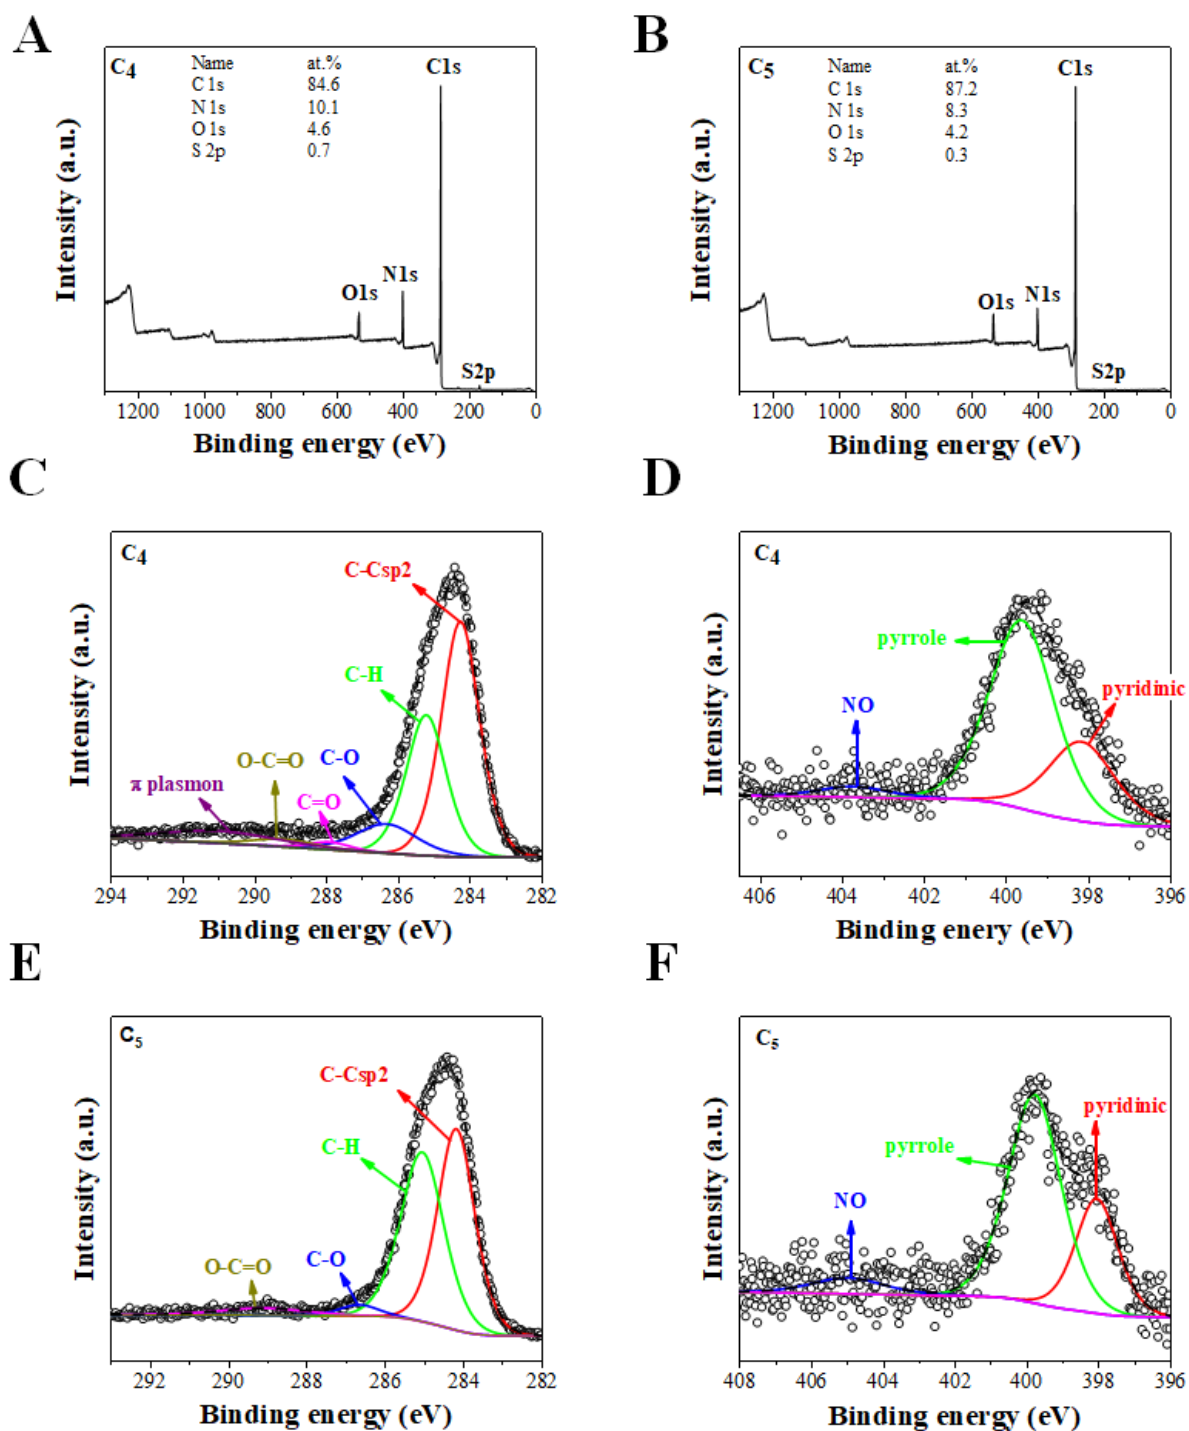 A
C4
Name at.%
C 1s 84.6
N 1s 10.1
O 1s 4.6
S 2p 0.7
C1s
N1s
O1s
S2p
Intensity (a.u.)
1200 1000 800 600 400 200 0
Binding energy (eV)
B
C5
Name at.%
C 1s 87.2
N 1s 8.3
O 1s 4.2
S 2p 0.3
C1s
N1s
O1s
S2p
Intensity (a.u.)
1200 1000 800 600 400 200 0
Binding energy (eV)
C
C4
C-Csp2
C-H
C-O
O-C=O
C=O
π plasmon
Intensity (a.u.)
294 292 290 288 286 284 282
Binding energy (eV)
D
C4
pyrrole
pyridinic
NO
Intensity (a.u.)
406 404 402 400 398 396
Binding enery (eV)
E
C5
C-Csp2
C-H
C-O
O-C=O
Intensity (a.u.)
292 290 288 286 284 282
Binding energy (eV)
F
C5
pyridinic
pyrrole
NO
Intensity (a.u.)
408 406 404 402 400 398 396
Binding energy (eV)